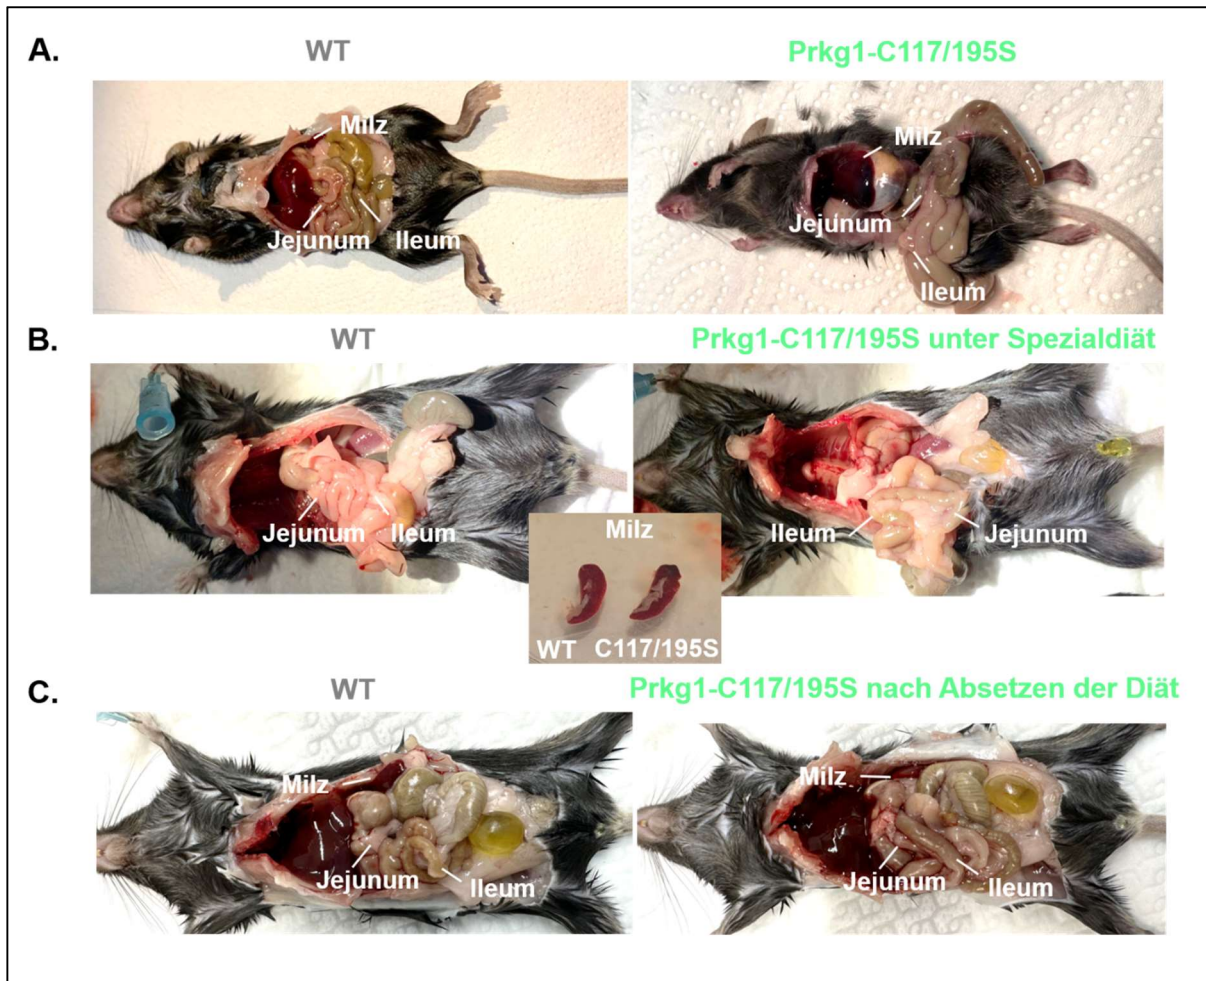 A.
WT
Prkg1-C117/195S
Milz
Jejunum
Ileum
Milz
Jejunum
Ileum
B.
WT
Prkg1-C117/195S unter Spezialdiät
Jejunum
Ileum
Ileum
Jejunum
Milz
WT
C117/195S
C.
WT
Prkg1-C117/195S nach Absetzen der Diät
Milz
Jejunum
Ileum
Milz
Jejunum
Ileum